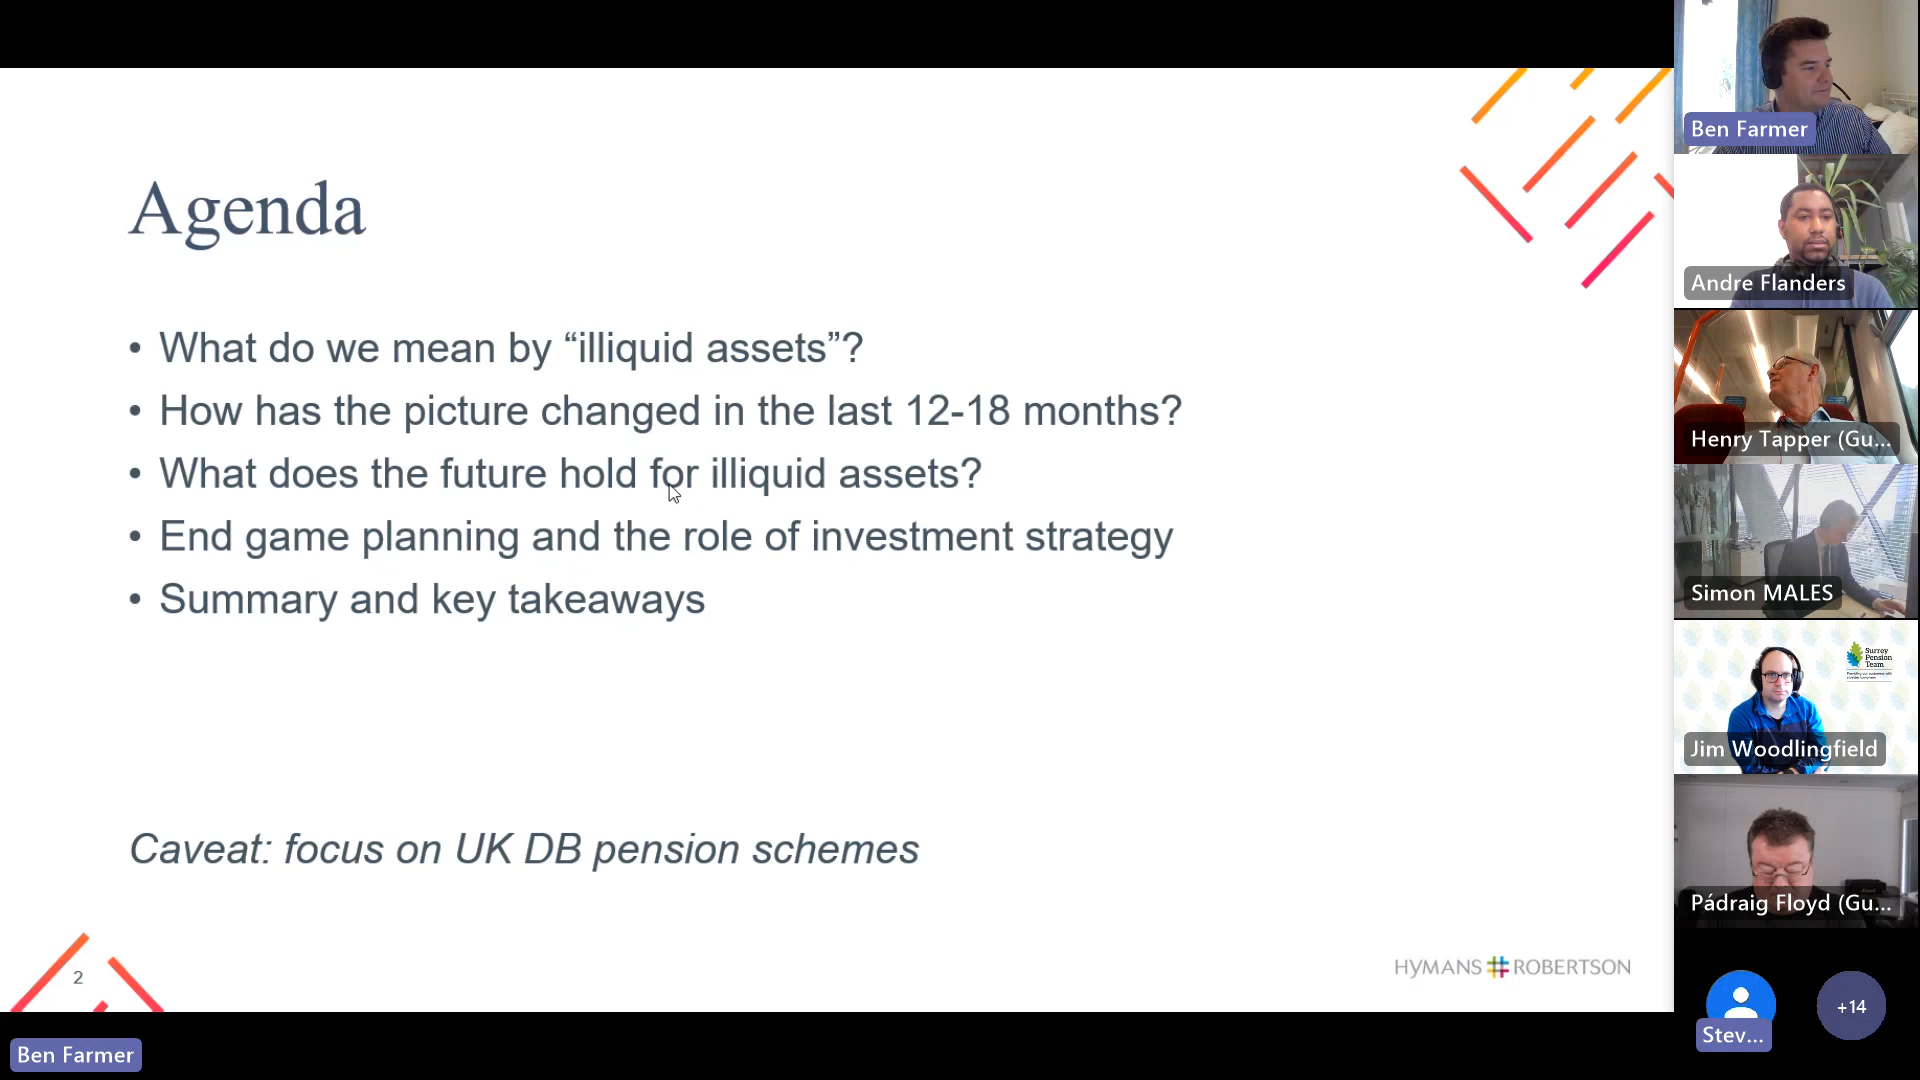 Agenda
• What do we mean by “illiquid assets”?
• How has the picture changed in the last 12-18 months?
• What does the future hold for illiquid assets?
• End game planning and the role of investment strategy
• Summary and key takeaways
Caveat: focus on UK DB pension schemes
2
HYMANS ROBERTSON
Ben Farmer
Ben Farmer
Andre Flanders
Henry Tapper (Gu...
Simon MALES
Surrey
Pension
Team
Jim Woodlingfield
Pádraig Floyd (Gu...
Stev...
+14